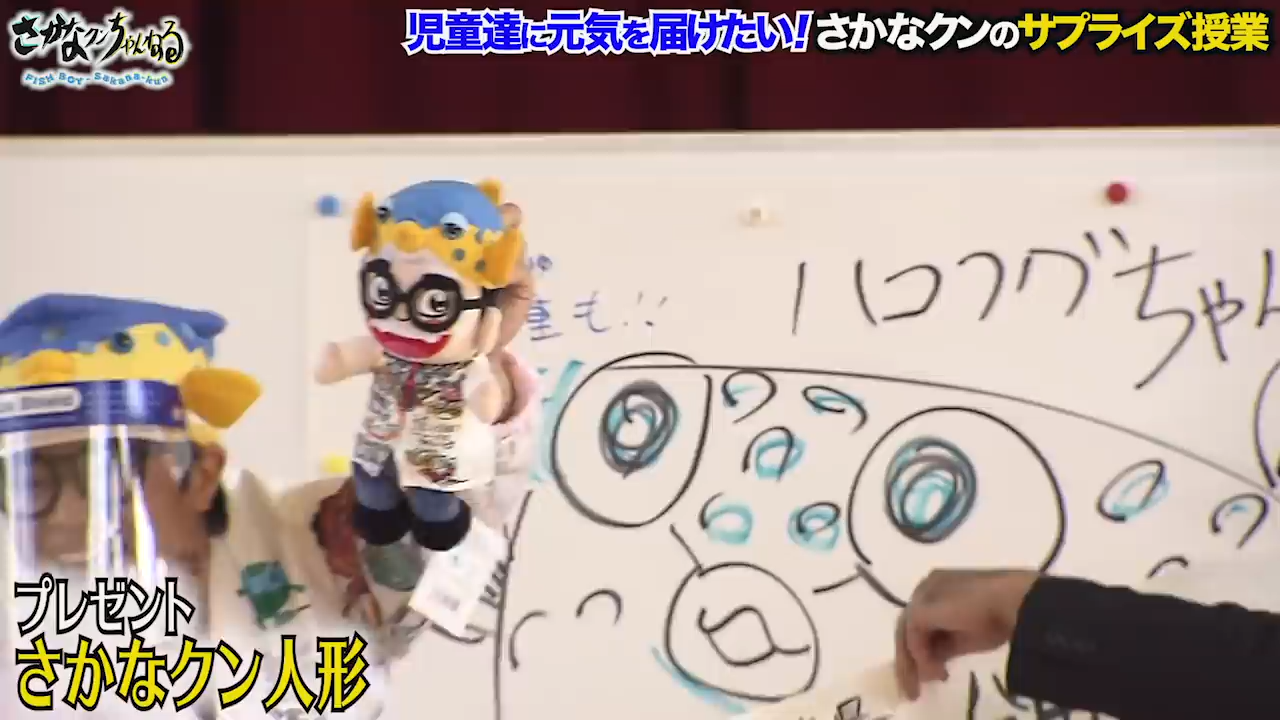 さかなクンちゃんねる
FISH BOY - Sakana-kun
児童達に元気を届けたい!さかなクンのサプライズ授業
ハコフグちゃん
重も!!
プレゼント
さかなクン人形